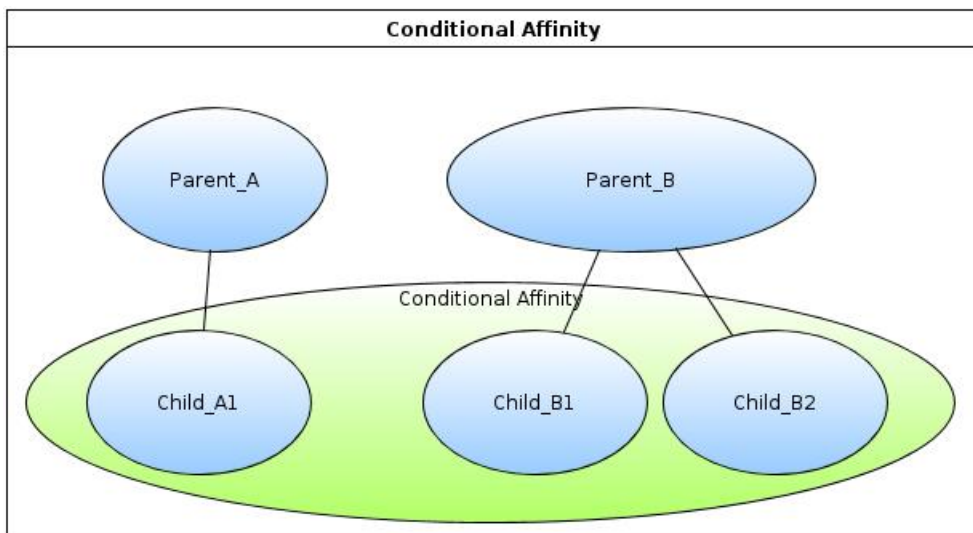 Conditional Affinity
Parent_A
Parent_B
Conditional Affinity
Child_A1
Child_B1
Child_B2